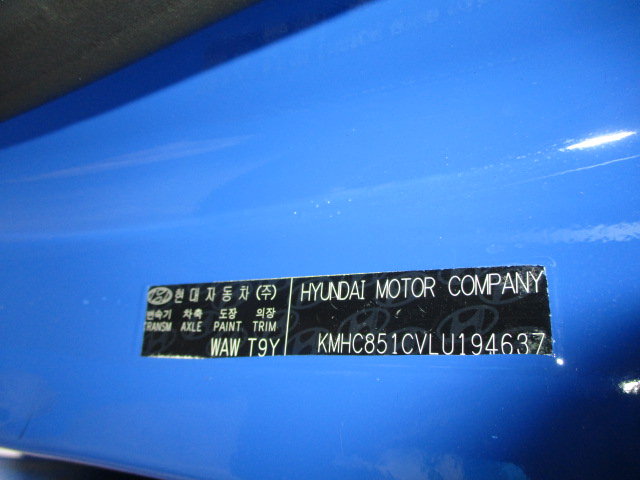 현대자동차(주)
변속기 차축 도장 의장
TRANSM AXLE PAINT TRIM
WAW T9Y
HYUNDAI MOTOR COMPANY
KMHC851CVLU194637